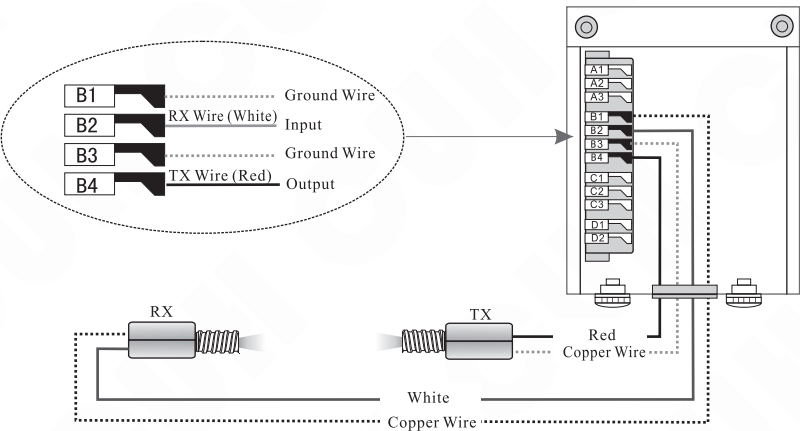 B1 Ground Wire
B2 RX Wire (White) Input
B3 Ground Wire
B4 TX Wire (Red) Output
A1
A2
A3
B1
B2
B3
B4
C1
C2
C3
D1
D2
RX
TX
Red
Copper Wire
White
Copper Wire